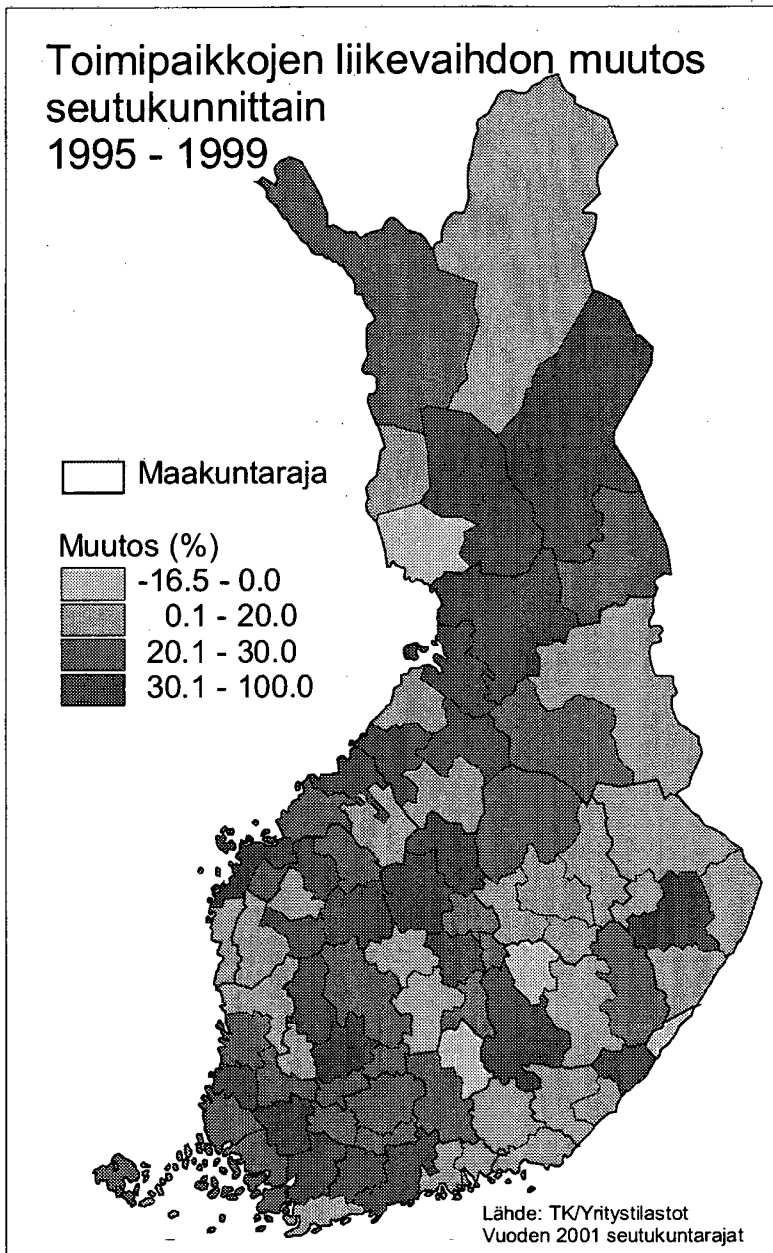 Toimipaikkojen liikevaihdon muutos
seutukunnittain
1995 - 1999
Maakuntaraja
Muutos (%)
-16.5 - 0.0
0.1 - 20.0
20.1 - 30.0
30.1 - 100.0
Lähde: TK/Yritystilastot
Vuoden 2001 seutukuntarajat